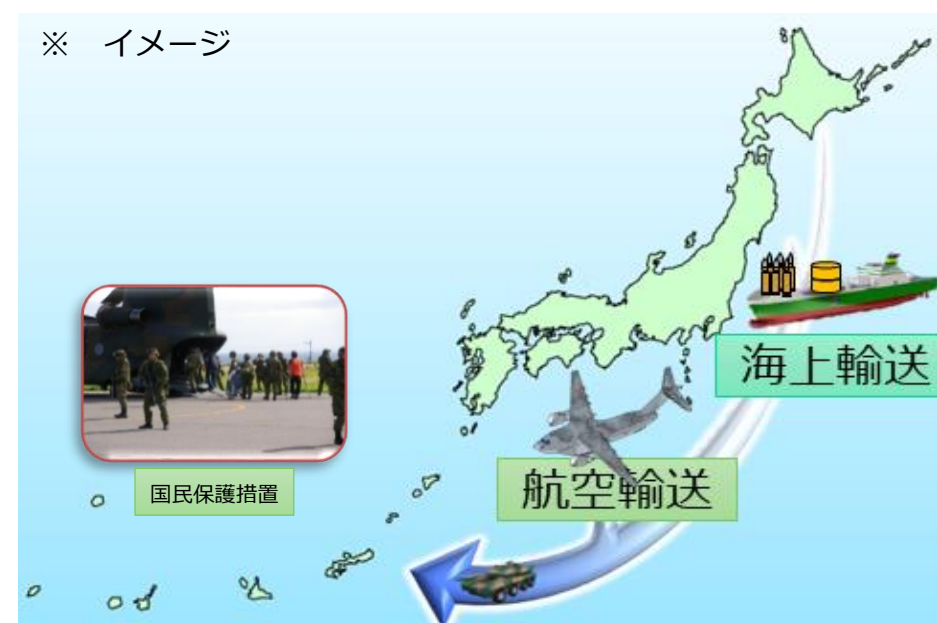 ※　イメージ
海上輸送
航空輸送
国民保護措置